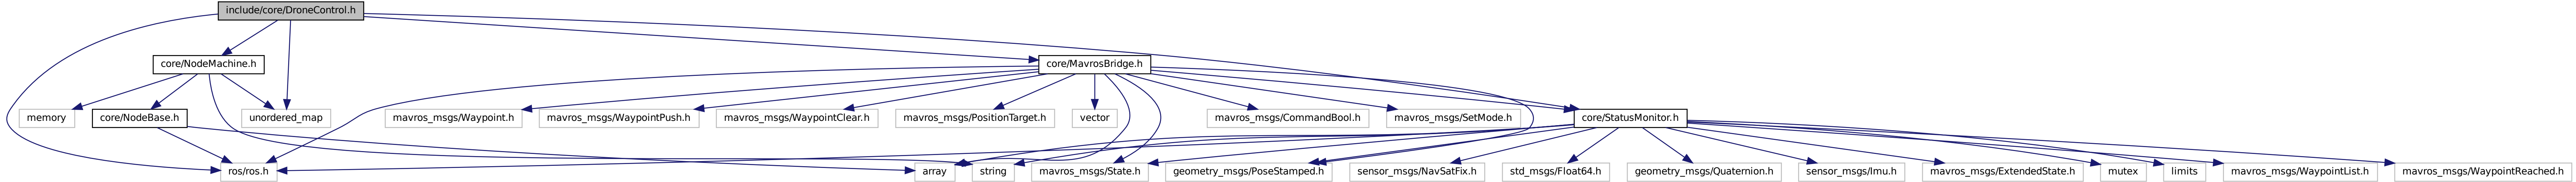 include/core/DroneControl.h
core/NodeMachine.h
core/MavrosBridge.h
memory
core/NodeBase.h
unordered_map
mavros_msgs/Waypoint.h
mavros_msgs/WaypointPush.h
mavros_msgs/WaypointClear.h
mavros_msgs/PositionTarget.h
vector
mavros_msgs/CommandBool.h
mavros_msgs/SetMode.h
core/StatusMonitor.h
ros/ros.h
array
string
mavros_msgs/State.h
geometry_msgs/PoseStamped.h
sensor_msgs/NavSatFix.h
std_msgs/Float64.h
geometry_msgs/Quaternion.h
sensor_msgs/Imu.h
mavros_msgs/ExtendedState.h
mutex
limits
mavros_msgs/WaypointList.h
mavros_msgs/WaypointReached.h